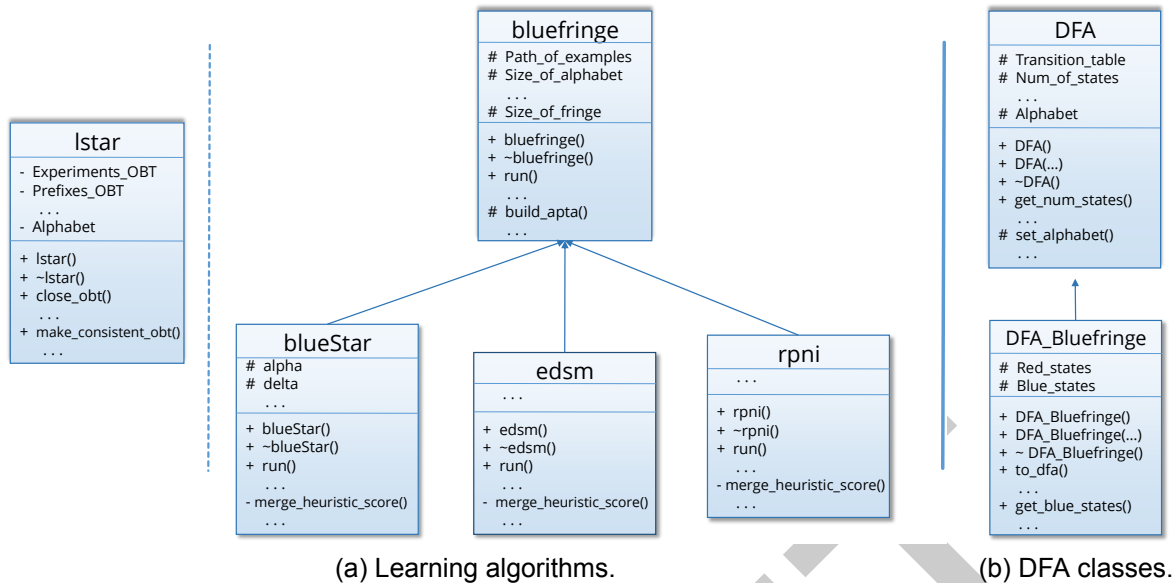 lstar
- Experiments_OBT
- Prefixes_OBT
. . .
- Alphabet
+ lstar()
+ ~lstar()
+ close_obt()
. . .
+ make_consistent_obt()
. . .
bluefringe
# Path_of_examples
# Size_of_alphabet
. . .
# Size_of_fringe
+ bluefringe()
+ ~bluefringe()
+ run()
. . .
# build_apta()
. . .
blueStar
# alpha
# delta
. . .
+ blueStar()
+ ~blueStar()
+ run()
. . .
- merge_heuristic_score()
. . .
edsm
. . .
+ edsm()
+ ~edsm()
+ run()
. . .
- merge_heuristic_score()
. . .
rpni
. . .
+ rpni()
+ ~rpni()
+ run()
. . .
- merge_heuristic_score()
. . .
(a) Learning algorithms.
DFA
# Transition_table
# Num_of_states
. . .
# Alphabet
+ DFA()
+ DFA(...)
+ ~DFA()
+ get_num_states()
. . .
# set_alphabet()
. . .
DFA_Bluefringe
# Red_states
# Blue_states
+ DFA_Bluefringe()
+ DFA_Bluefringe(...)
+ ~ DFA_Bluefringe()
+ to_dfa()
. . .
+ get_blue_states()
. . .
(b) DFA classes.